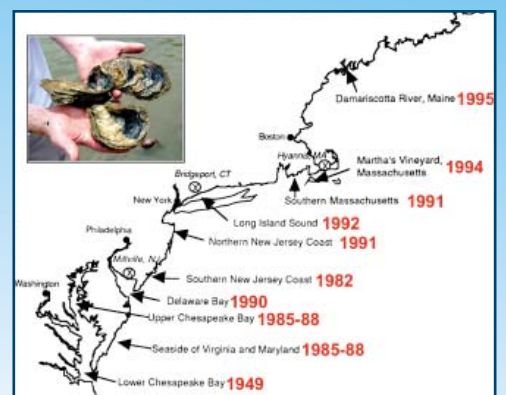 Damariscotta River, Maine 1995
Boston
Hyannis, MA
Martha's Vineyard,
Massachusetts 1994
Bridgeport, CT
X
X
New York
Southern Massachusetts 1991
Long Island Sound 1992
Philadelphia
Northern New Jersey Coast 1991
Millville, NJ
X
Southern New Jersey Coast 1982
Washington
Delaware Bay 1990
Upper Chesapeake Bay 1985-88
Seaside of Virginia and Maryland 1985-88
Lower Chesapeake Bay 1949